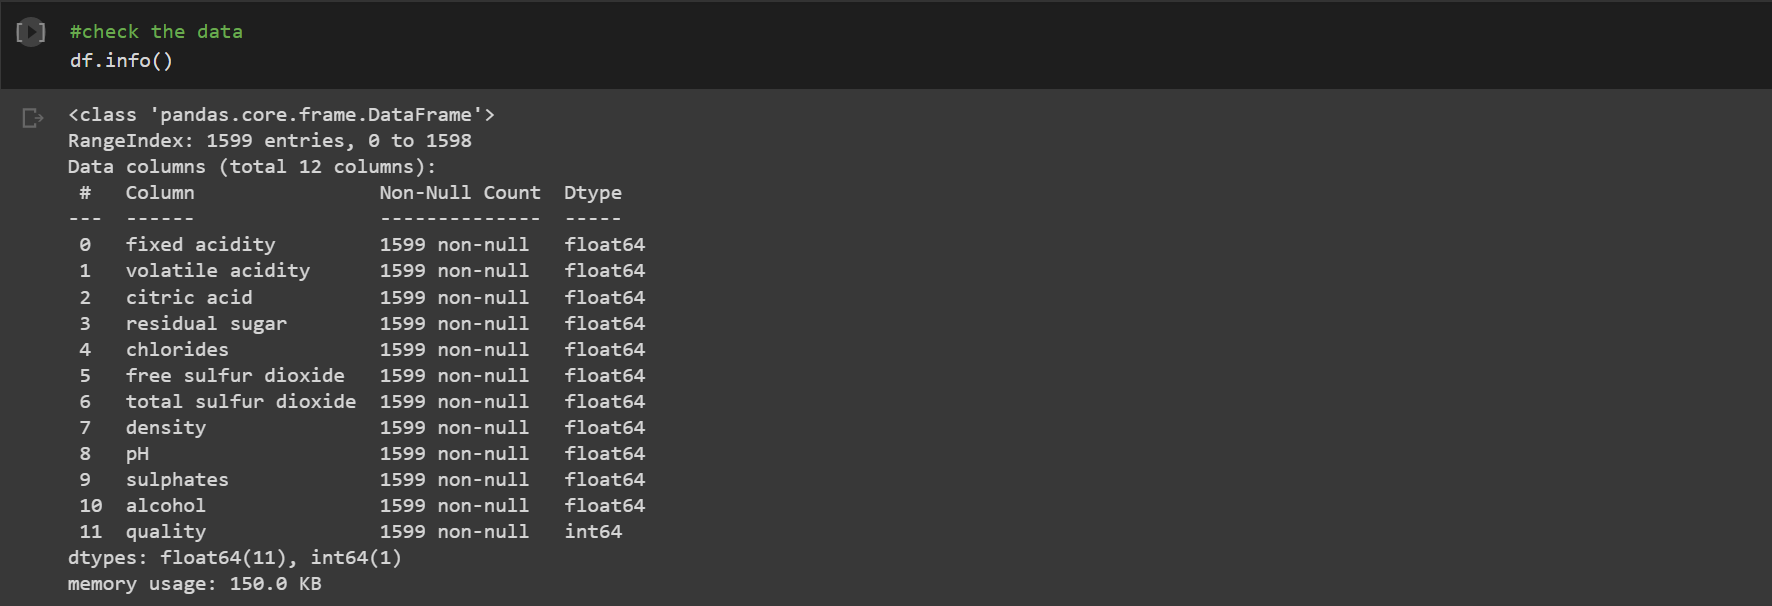 #check the data
df.info()
<class 'pandas.core.frame.DataFrame'>
RangeIndex: 1599 entries, 0 to 1598
Data columns (total 12 columns):
 #   Column                Non-Null Count  Dtype
---  ------                --------------  -----
 0   fixed acidity         1599 non-null   float64
 1   volatile acidity      1599 non-null   float64
 2   citric acid           1599 non-null   float64
 3   residual sugar        1599 non-null   float64
 4   chlorides             1599 non-null   float64
 5   free sulfur dioxide   1599 non-null   float64
 6   total sulfur dioxide  1599 non-null   float64
 7   density               1599 non-null   float64
 8   pH                    1599 non-null   float64
 9   sulphates             1599 non-null   float64
 10  alcohol               1599 non-null   float64
 11  quality               1599 non-null   int64
dtypes: float64(11), int64(1)
memory usage: 150.0 KB